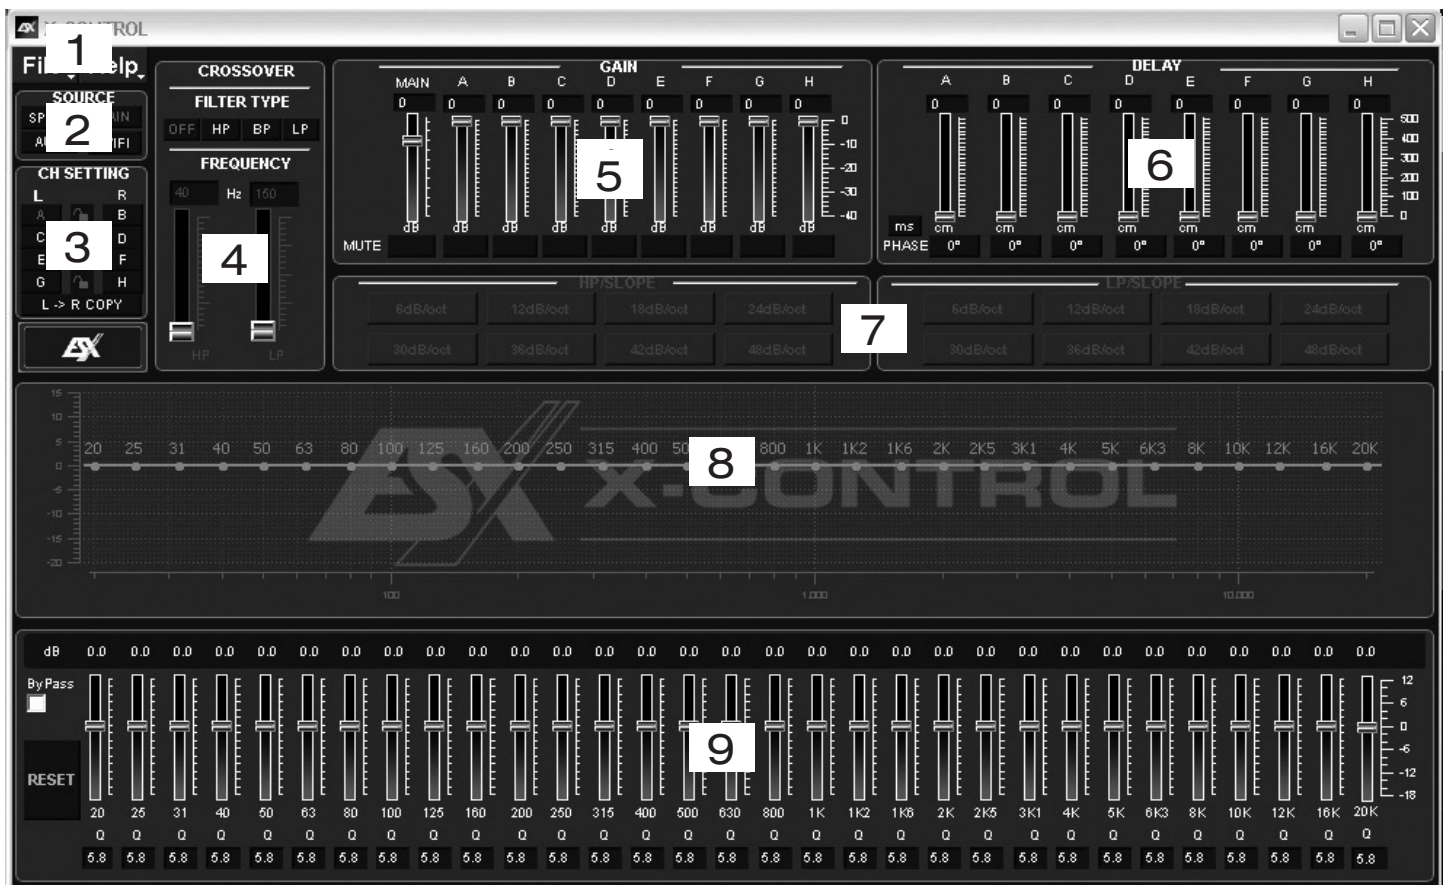 X-CONTROL
1
File Help
SOURCE
2
CH SETTING
L R
A B
C D
3
E F
G H
L -> R COPY
ESX
CROSSOVER
FILTER TYPE
OFF HP BP LP
FREQUENCY
40 Hz 150
4
HP LP
GAIN
MAIN A B C D E F G H
0 0 0 0 0 0 0 0 0
0
-10
-20
-30
-40
5
dB dB dB dB dB dB dB dB dB
MUTE
DELAY
A B C D E F G H
0 0 0 0 0 0 0 0
500
400
300
200
100
0
6
ms cm cm cm cm cm cm cm cm
PHASE 0° 0° 0° 0° 0° 0° 0° 0°
HP/SLOPE
6dB/oct 12dB/oct 18dB/oct 24dB/oct
30dB/oct 36dB/oct 42dB/oct 48dB/oct
7
LP/SLOPE
6dB/oct 12dB/oct 18dB/oct 24dB/oct
30dB/oct 36dB/oct 42dB/oct 48dB/oct
15
10
5
0
-5
-10
-15
-20
20 25 31 40 50 63 80 100 125 160 200 250 315 400 800 1K 1K2 1K6 2K 2K5 3K1 4K 5K 6K3 8K 10K 12K 16K 20K
8
ESX X-CONTROL
100 1.000 10.000
dB 0.0 0.0 0.0 0.0 0.0 0.0 0.0 0.0 0.0 0.0 0.0 0.0 0.0 0.0 0.0 0.0 0.0 0.0 0.0 0.0 0.0 0.0 0.0 0.0 0.0 0.0 0.0 0.0 0.0 0.0 0.0
ByPass
12
6
0
-6
-12
-18
9
RESET
20 25 31 40 50 63 80 100 125 160 200 250 315 400 500 630 800 1K 1K2 1K6 2K 2K5 3K1 4K 5K 6K3 8K 10K 12K 16K 20K
Q Q Q Q Q Q Q Q Q Q Q Q Q Q Q Q Q Q Q Q Q Q Q Q Q Q Q Q Q Q Q
5.8 5.8 5.8 5.8 5.8 5.8 5.8 5.8 5.8 5.8 5.8 5.8 5.8 5.8 5.8 5.8 5.8 5.8 5.8 5.8 5.8 5.8 5.8 5.8 5.8 5.8 5.8 5.8 5.8 5.8 5.8